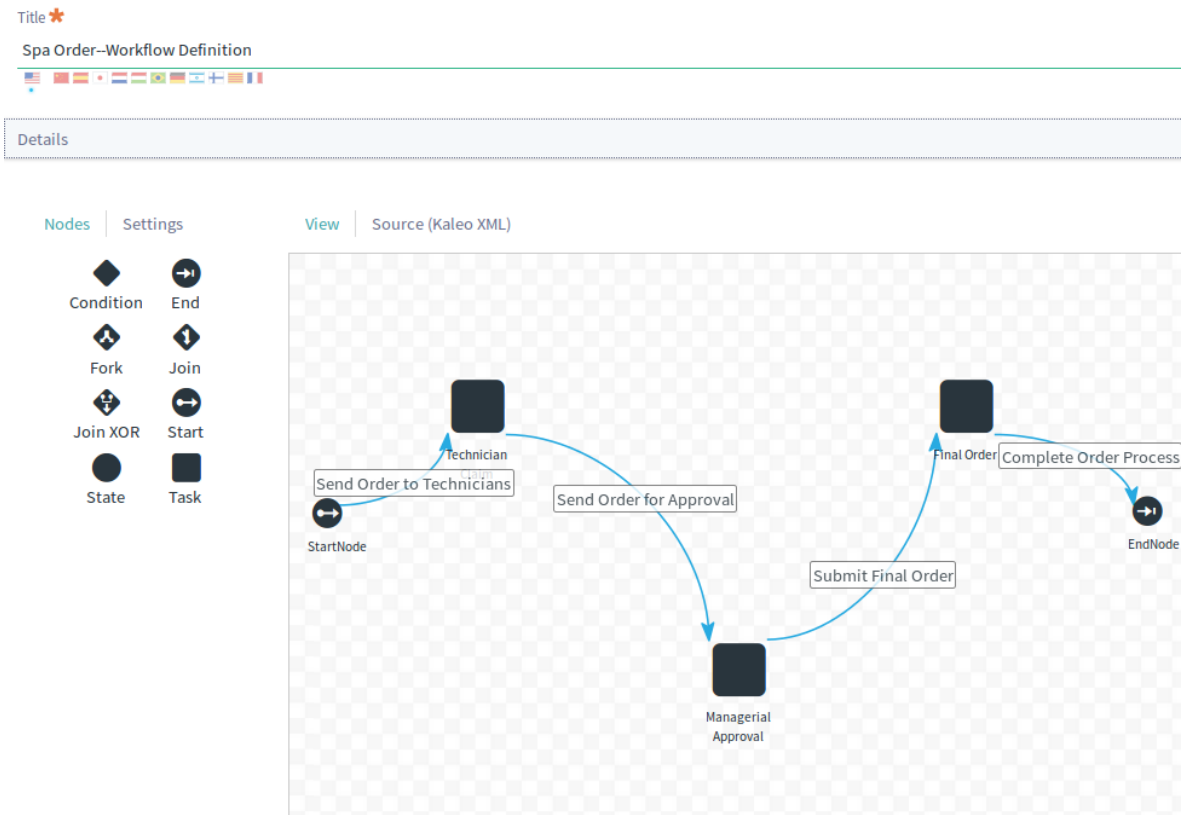 Title
Spa Order--Workflow Definition
Details
Nodes
Settings
View
Source (Kaleo XML)
Condition
End
Fork
Join
Join XOR
Start
State
Task
Technician
Claim
Send Order to Technicians
StartNode
Send Order for Approval
Managerial
Approval
Submit Final Order
Final Order
Complete Order Process
EndNode